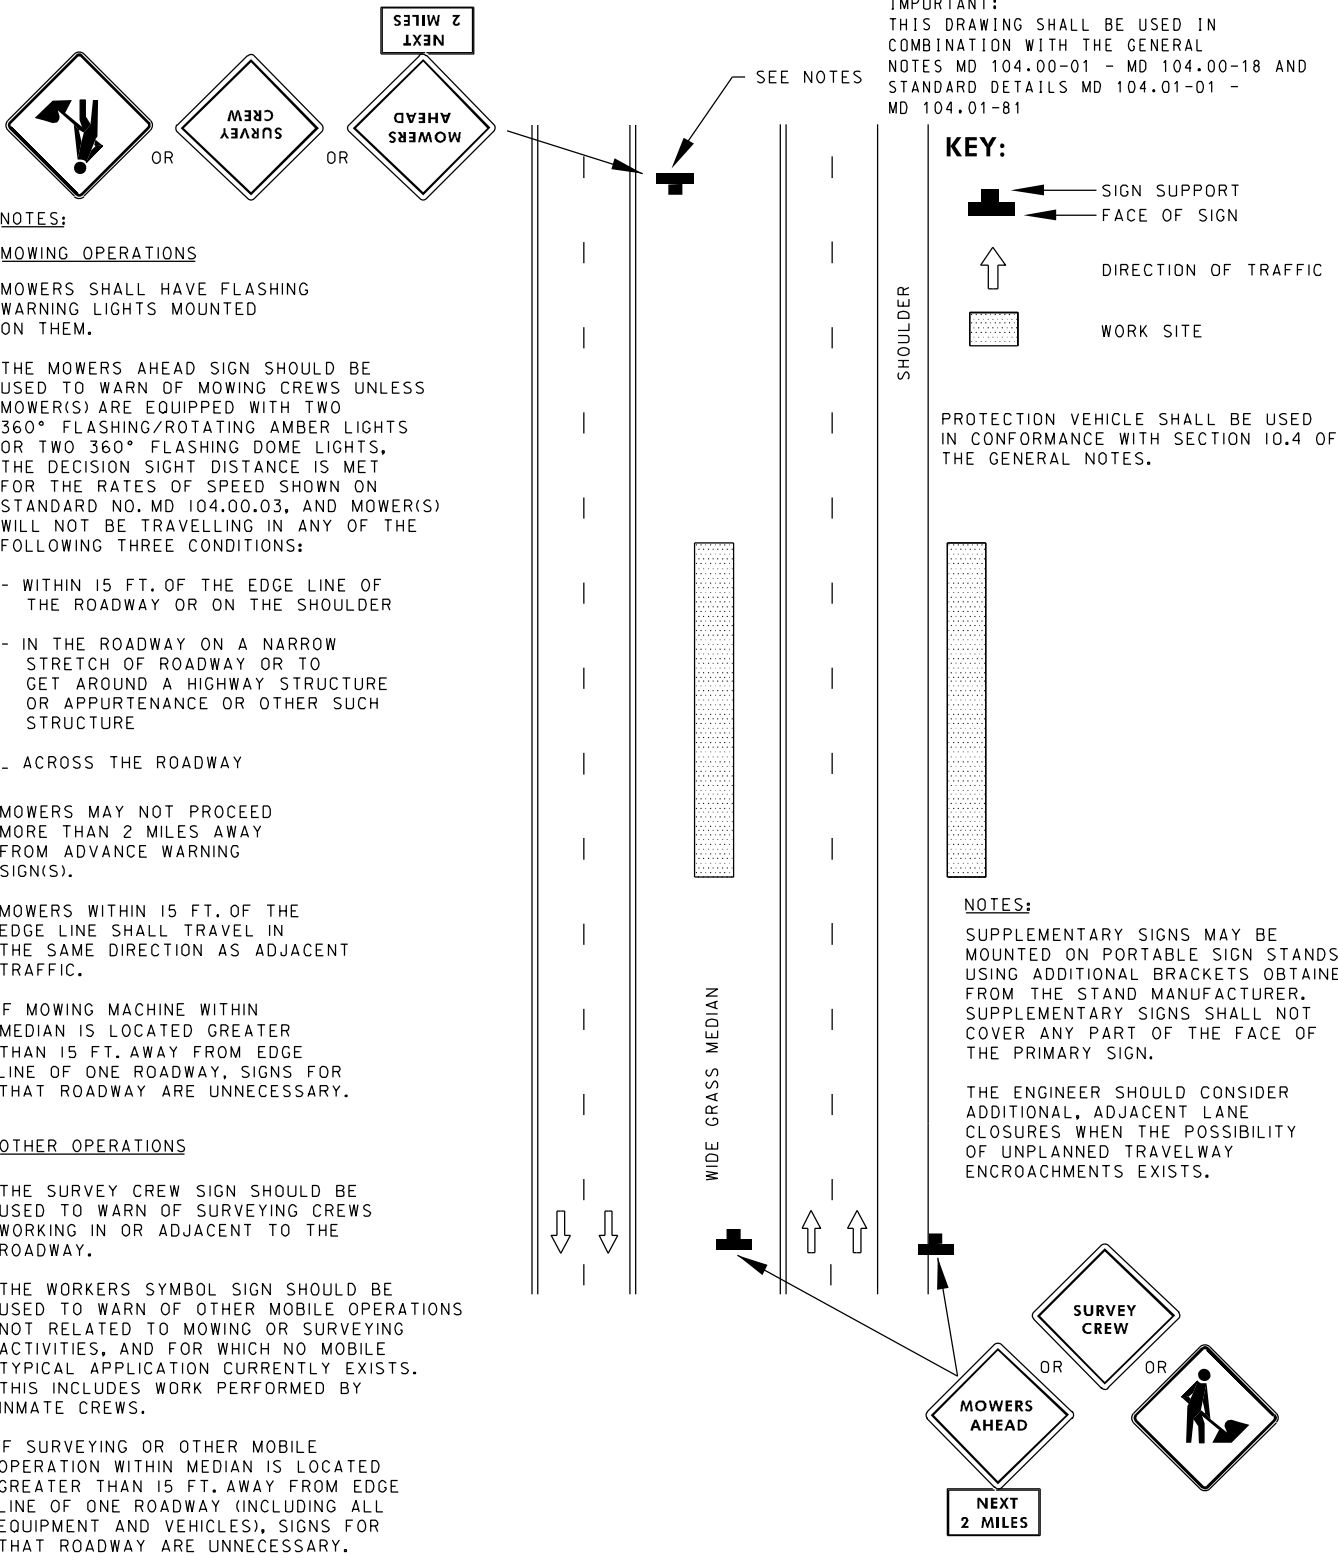 NEXT
2 MILES
MOWERS
AHEAD
OR
SURVEY
CREW
OR
SEE NOTES
IMPORTANT:
THIS DRAWING SHALL BE USED IN
COMBINATION WITH THE GENERAL
NOTES MD 104.00-01 - MD 104.00-18 AND
STANDARD DETAILS MD 104.01-01 -
MD 104.01-81
KEY:
SIGN SUPPORT
FACE OF SIGN
DIRECTION OF TRAFFIC
WORK SITE
PROTECTION VEHICLE SHALL BE USED
IN CONFORMANCE WITH SECTION 10.4 OF
THE GENERAL NOTES.
NOTES:
MOWING OPERATIONS
MOWERS SHALL HAVE FLASHING
WARNING LIGHTS MOUNTED
ON THEM.
THE MOWERS AHEAD SIGN SHOULD BE
USED TO WARN OF MOWING CREWS UNLESS
MOWER(S) ARE EQUIPPED WITH TWO
360° FLASHING/ROTATING AMBER LIGHTS
OR TWO 360° FLASHING DOME LIGHTS,
THE DECISION SIGHT DISTANCE IS MET
FOR THE RATES OF SPEED SHOWN ON
STANDARD NO. MD 104.00.03, AND MOWER(S)
WILL NOT BE TRAVELLING IN ANY OF THE
FOLLOWING THREE CONDITIONS:
- WITHIN 15 FT. OF THE EDGE LINE OF
THE ROADWAY OR ON THE SHOULDER
- IN THE ROADWAY ON A NARROW
STRETCH OF ROADWAY OR TO
GET AROUND A HIGHWAY STRUCTURE
OR APPURTENANCE OR OTHER SUCH
STRUCTURE
_ ACROSS THE ROADWAY
MOWERS MAY NOT PROCEED
MORE THAN 2 MILES AWAY
FROM ADVANCE WARNING
SIGN(S).
MOWERS WITHIN 15 FT. OF THE
EDGE LINE SHALL TRAVEL IN
THE SAME DIRECTION AS ADJACENT
TRAFFIC.
F MOWING MACHINE WITHIN
MEDIAN IS LOCATED GREATER
THAN 15 FT. AWAY FROM EDGE
LINE OF ONE ROADWAY, SIGNS FOR
THAT ROADWAY ARE UNNECESSARY.
OTHER OPERATIONS
THE SURVEY CREW SIGN SHOULD BE
USED TO WARN OF SURVEYING CREWS
WORKING IN OR ADJACENT TO THE
ROADWAY.
THE WORKERS SYMBOL SIGN SHOULD BE
USED TO WARN OF OTHER MOBILE OPERATIONS
NOT RELATED TO MOWING OR SURVEYING
ACTIVITIES, AND FOR WHICH NO MOBILE
TYPICAL APPLICATION CURRENTLY EXISTS.
THIS INCLUDES WORK PERFORMED BY
INMATE CREWS.
F SURVEYING OR OTHER MOBILE
OPERATION WITHIN MEDIAN IS LOCATED
GREATER THAN 15 FT. AWAY FROM EDGE
LINE OF ONE ROADWAY (INCLUDING ALL
EQUIPMENT AND VEHICLES), SIGNS FOR
THAT ROADWAY ARE UNNECESSARY.
SHOULDER
WIDE GRASS MEDIAN
NOTES:
SUPPLEMENTARY SIGNS MAY BE
MOUNTED ON PORTABLE SIGN STANDS
USING ADDITIONAL BRACKETS OBTAINE
FROM THE STAND MANUFACTURER.
SUPPLEMENTARY SIGNS SHALL NOT
COVER ANY PART OF THE FACE OF
THE PRIMARY SIGN.
THE ENGINEER SHOULD CONSIDER
ADDITIONAL, ADJACENT LANE
CLOSURES WHEN THE POSSIBILITY
OF UNPLANNED TRAVELWAY
ENCROACHMENTS EXISTS.
SURVEY
CREW
OR
OR
MOWERS
AHEAD
NEXT
2 MILES